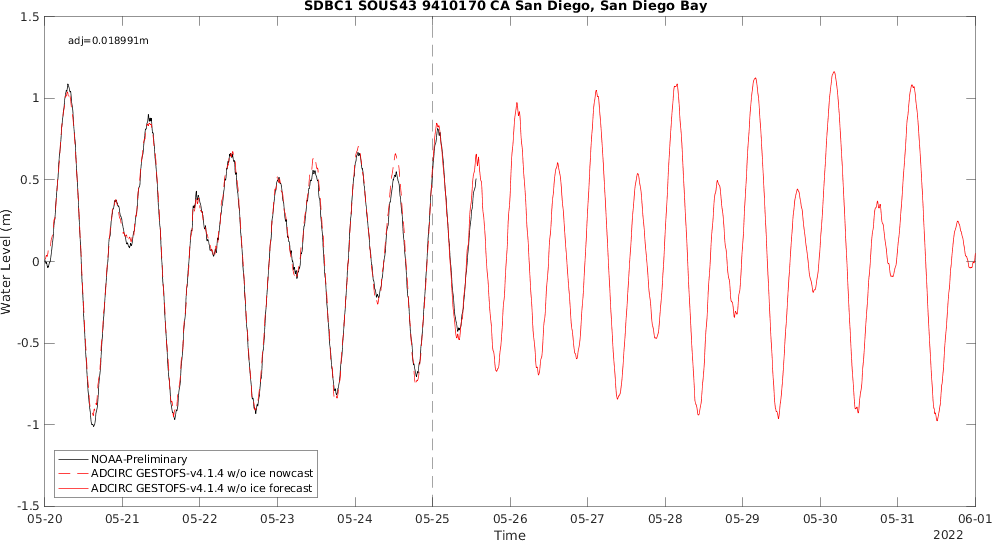 SDBC1 SOUS43 9410170 CA San Diego, San Diego Bay
adj=0.018991m
1.5
1
0.5
0
-0.5
-1
-1.5
Water Level (m)
NOAA-Preliminary
ADCIRC GESTOFS-v4.1.4 w/o ice nowcast
ADCIRC GESTOFS-v4.1.4 w/o ice forecast
05-20 05-21 05-22 05-23 05-24 05-25 05-26 05-27 05-28 05-29 05-30 05-31 06-01
Time
2022